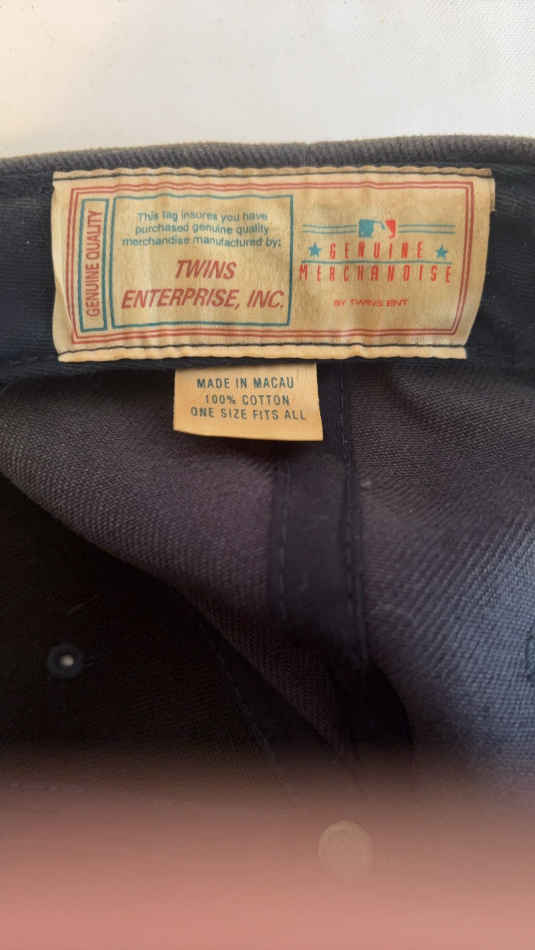 GENUINE QUALITY
This tag insures you have
purchased genuine quality
merchandise manufactured by:
TWINS
ENTERPRISE, INC.
GENUINE
MERCHANDISE
BY TWINS ENT
MADE IN MACAU
100% COTTON
ONE SIZE FITS ALL